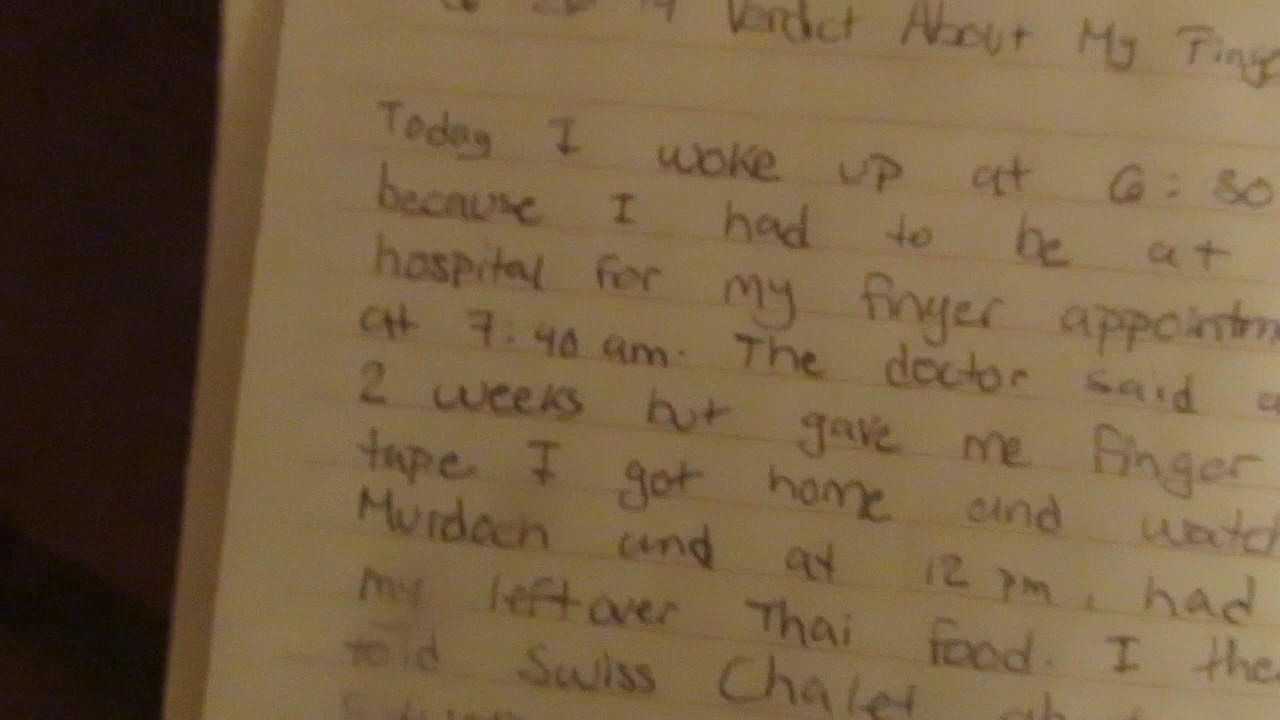 Verdict About My Finge
Today I woke up at 6:30
because I had to be at
hospital for my finger appointm
at 7:40 am. The doctor said a
2 weeks but gave me finger
tape I got home and watc
Murdoch and at 12 pm, had
my leftover Thai food. I the
told Swiss Chalet